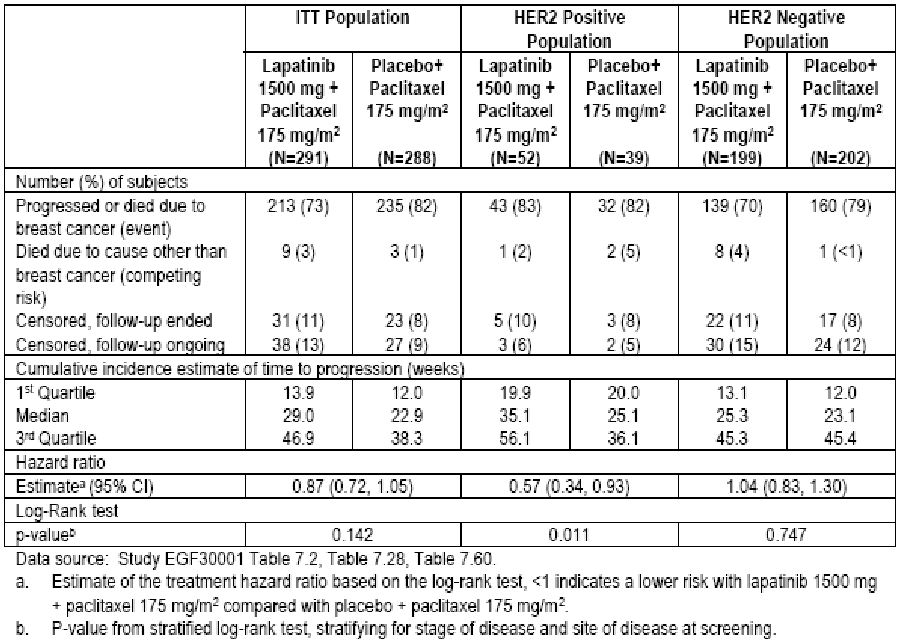 ITT Population HER2 Positive Population HER2 Negative Population
Lapatinib 1500 mg + Paclitaxel 175 mg/m2 (N=291) Placebo+ Paclitaxel 175 mg/m2 (N=288) Lapatinib 1500 mg + Paclitaxel 175 mg/m2 (N=52) Placebo+ Paclitaxel 175 mg/m2 (N=39) Lapatinib 1500 mg + Paclitaxel 175 mg/m2 (N=199) Placebo+ Paclitaxel 175 mg/m2 (N=202)
Number (%) of subjects
Progressed or died due to 213 (73) 235 (82) 43 (83) 32 (82) 139 (70) 160 (79)
breast cancer (event)
Died due to cause other than 9 (3) 3 (1) 1 (2) 2 (5) 8 (4) 1 (<1)
breast cancer (competing
risk)
Censored, follow-up ended 31 (11) 23 (8) 5 (10) 3 (8) 22 (11) 17 (8)
Censored, follow-up ongoing 38 (13) 27 (9) 3 (6) 2 (5) 30 (15) 24 (12)
Cumulative incidence estimate of time to progression (weeks)
1st Quartile 13.9 12.0 19.9 20.0 13.1 12.0
Median 29.0 22.9 35.1 25.1 25.3 23.1
3rd Quartile 46.9 38.3 56.1 36.1 45.3 45.4
Hazard ratio
Estimatea (95% CI) 0.87 (0.72, 1.05) 0.57 (0.34, 0.93) 1.04 (0.83, 1.30)
Log-Rank test
p-valueb 0.142 0.011 0.747
Data source: Study EGF30001 Table 7.2, Table 7.28, Table 7.60.
a. Estimate of the treatment hazard ratio based on the log-rank test, <1 indicates a lower risk with lapatinib 1500 mg
+ paclitaxel 175 mg/m2 compared with placebo + paclitaxel 175 mg/m2.
b. P-value from stratified log-rank test, stratifying for stage of disease and site of disease at screening.